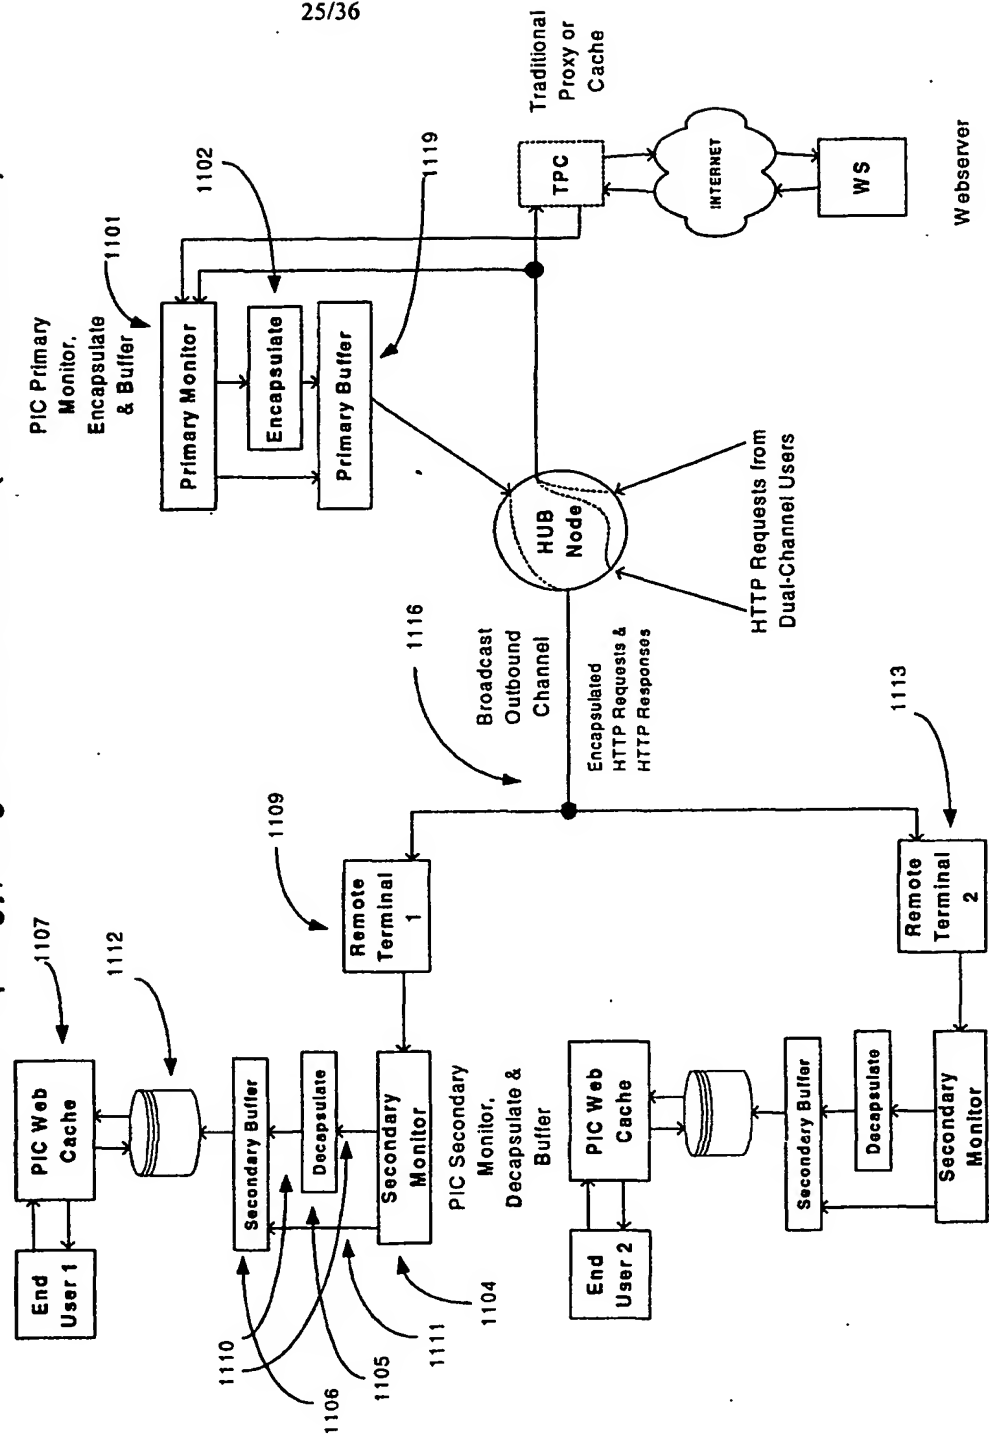 25/36
PIC Primary
Monitor,
Encapsulate
& Buffer
1101
1102
1119
Primary Monitor
Encapsulate
Primary Buffer
Traditional
Proxy or
Cache
TPC
INTERNET
WS
Webserver
HUB
Node
HTTP Requests from
Dual-Channel Users
1116
Broadcast
Outbound
Channel
Encapsulated
HTTP Requests &
HTTP Responses
1109
Remote
Terminal
1
1113
Remote
Terminal
2
1107
1112
PIC Web
Cache
End
User 1
Secondary Buffer
Decapsulate
Secondary
Monitor
1110
1106
1105
1111
1104
PIC Secondary
Monitor,
Decapsulate &
Buffer
PIC Web
Cache
End
User 2
Secondary Buffer
Decapsulate
Secondary
Monitor